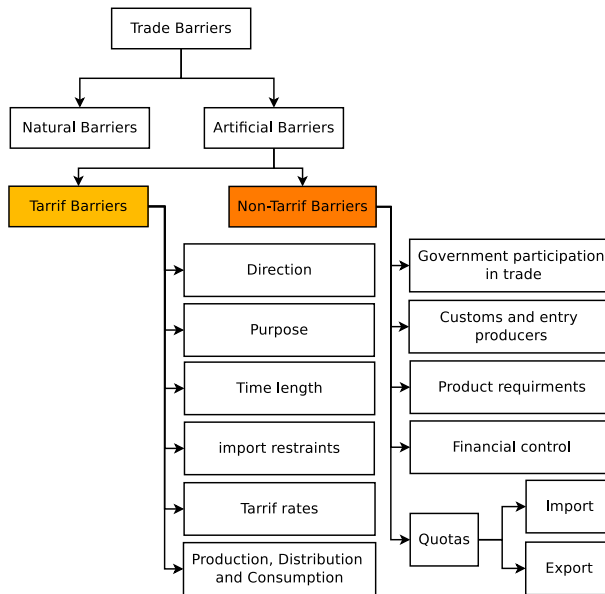 Trade Barriers
Natural Barriers
Artificial Barriers
Tarrif Barriers
Non-Tarrif Barriers
Direction
Purpose
Time length
import restraints
Tarrif rates
Production, Distribution
and Consumption
Government participation
in trade
Customs and entry
producers
Product requirments
Financial control
Quotas
Import
Export